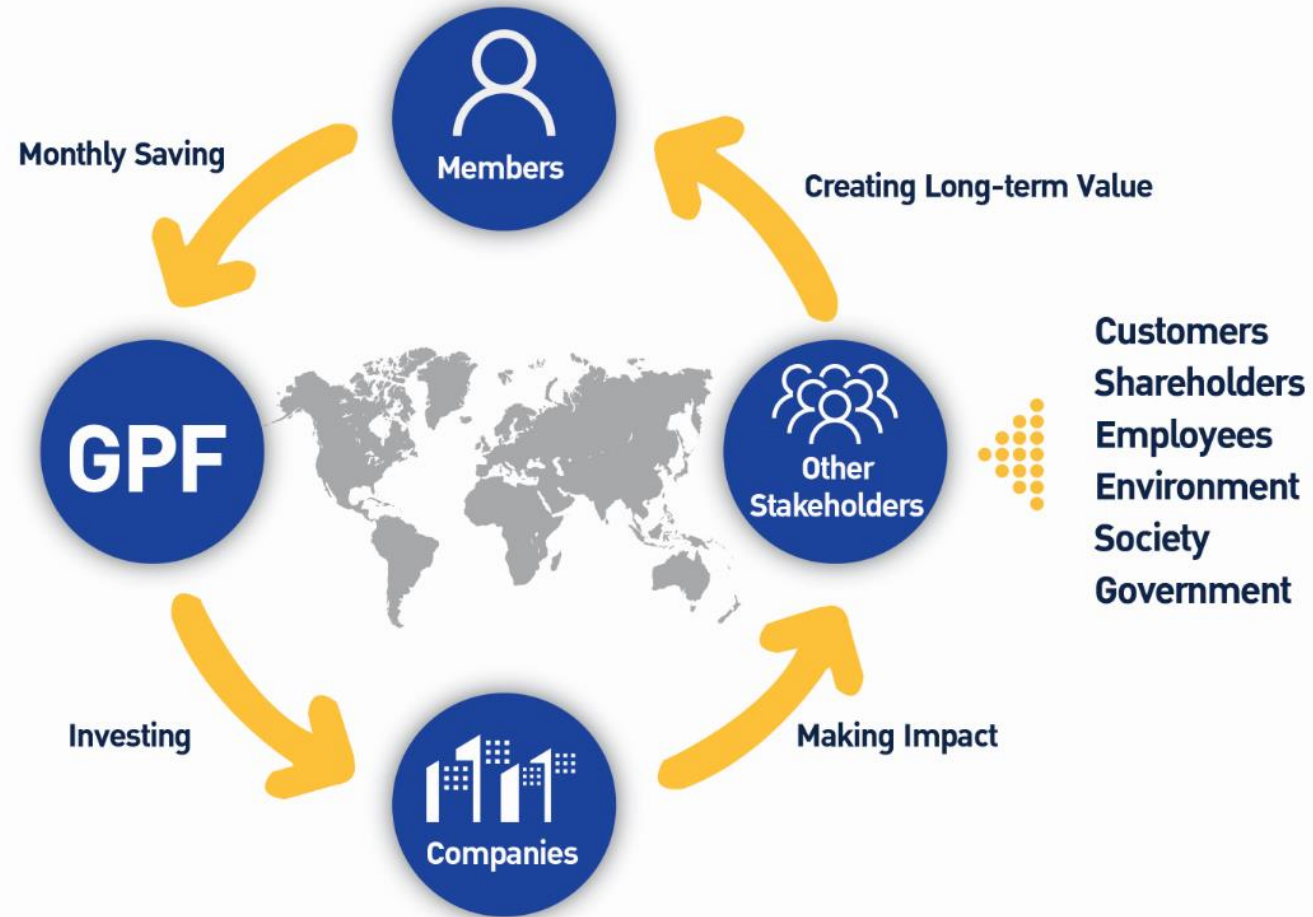 Members
Monthly Saving
Creating Long-term Value
GPF
Other
Stakeholders
Customers
Shareholders
Employees
Environment
Society
Government
Investing
Making Impact
Companies